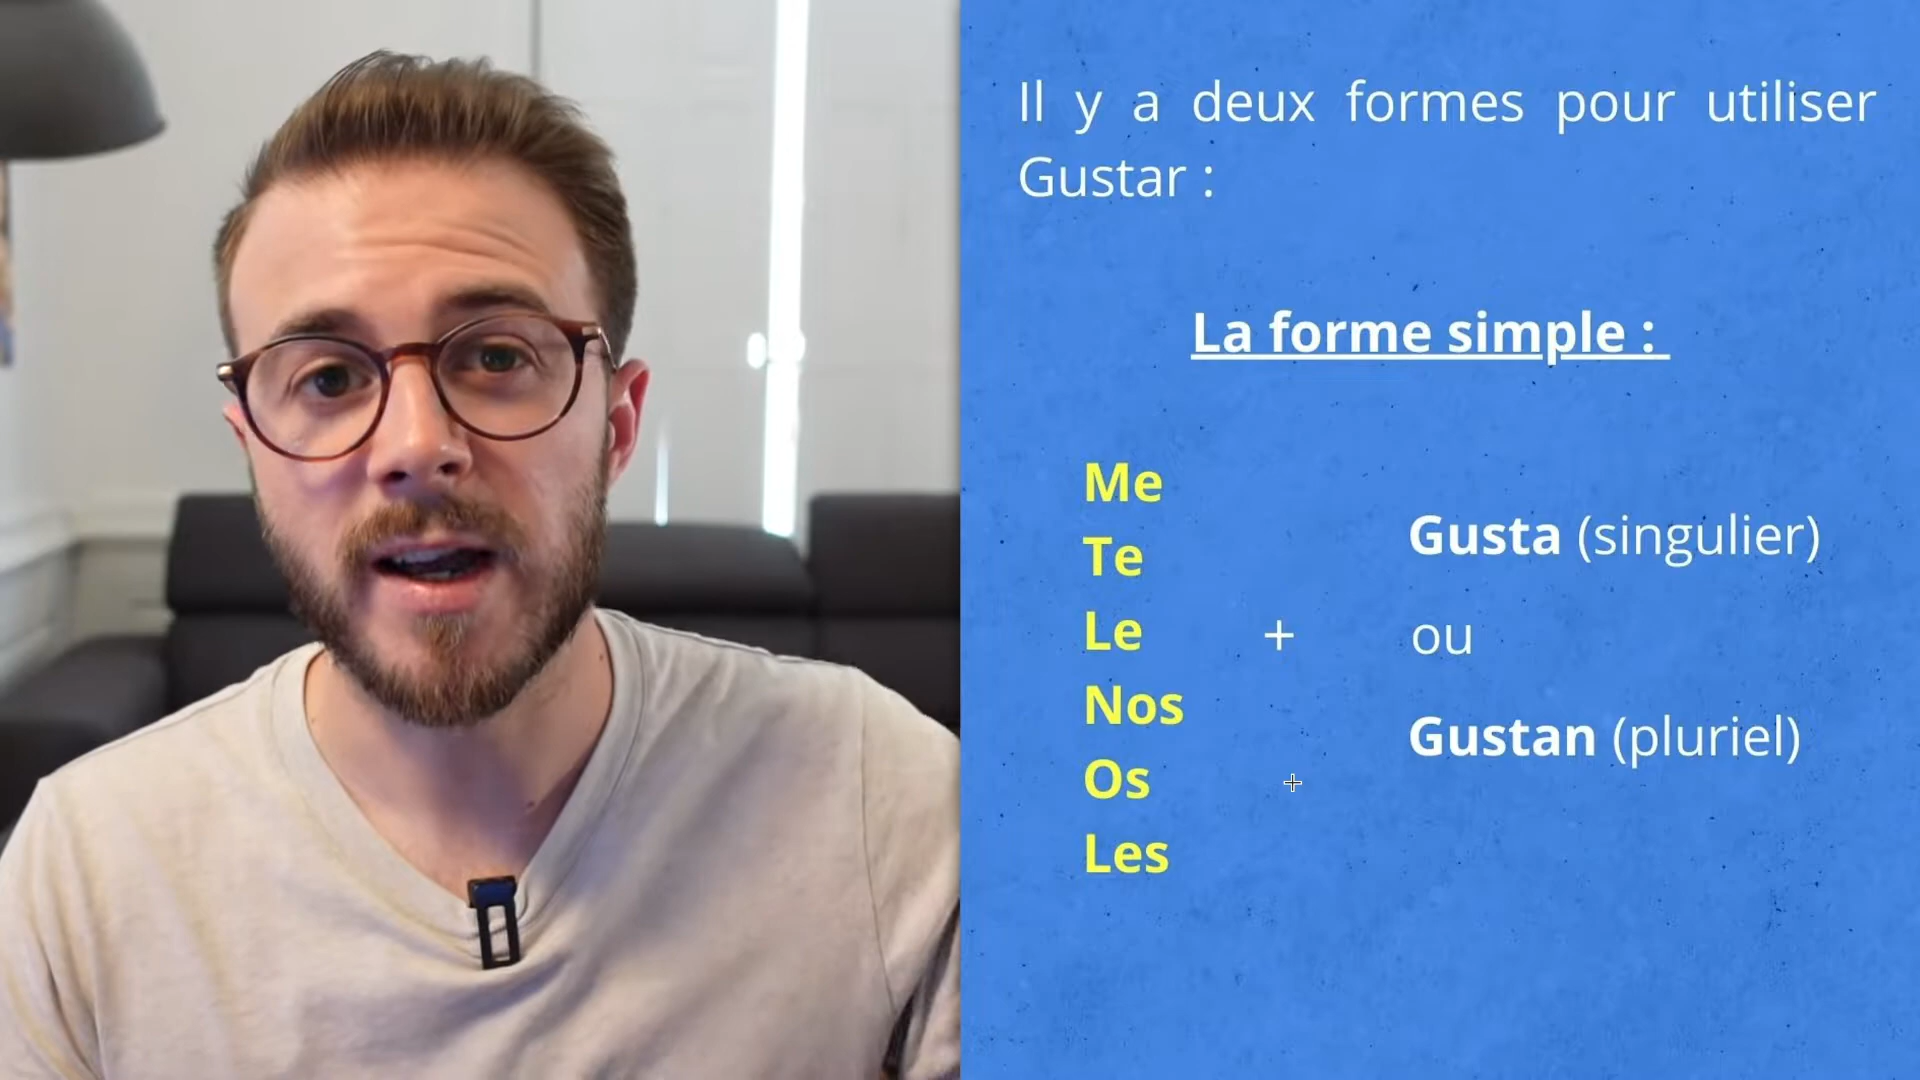 Il y a deux formes pour utiliser
Gustar :
La forme simple :
Me
Te
Le
Nos
Os
Les
+
Gusta (singulier)
ou
Gustan (pluriel)